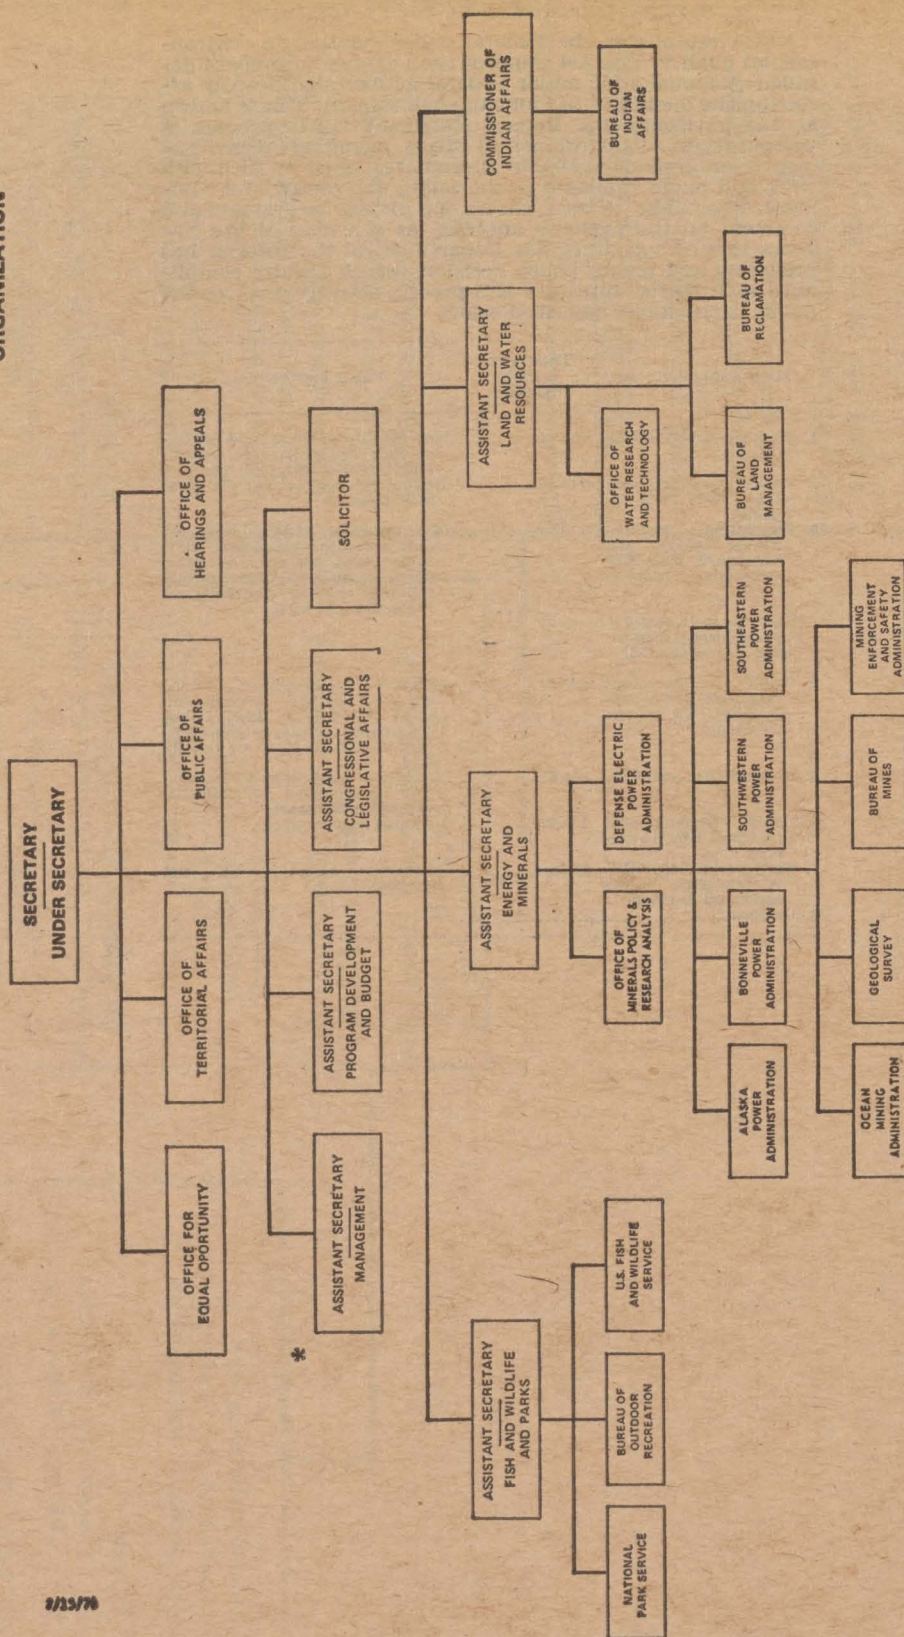 ORGANIZATION
SECRETARY
UNDER SECRETARY
OFFICE FOR
EQUAL OPORTUNITY
OFFICE OF
TERRITORIAL AFFAIRS
OFFICE OF
PUBLIC AFFAIRS
OFFICE OF
HEARINGS AND APPEALS
*
ASSISTANT SECRETARY
MANAGEMENT
ASSISTANT SECRETARY
PROGRAM DEVELOPMENT
AND BUDGET
ASSISTANT SECRETARY
CONGRESSIONAL AND
LEGISLATIVE AFFAIRS
SOLICITOR
ASSISTANT SECRETARY
FISH AND WILDLIFE
AND PARKS
ASSISTANT SECRETARY
ENERGY AND
MINERALS
ASSISTANT SECRETARY
LAND AND WATER
RESOURCES
COMMISSIONER OF
INDIAN AFFAIRS
NATIONAL
PARK SERVICE
BUREAU OF
OUTDOOR
RECREATION
U.S. FISH
AND WILDLIFE
SERVICE
OFFICE OF
MINERALS POLICY &
RESEARCH ANALYSIS
DEFENSE ELECTRIC
POWER
ADMINISTRATION
OFFICE OF
WATER RESEARCH
AND TECHNOLOGY
BUREAU OF
INDIAN
AFFAIRS
ALASKA
POWER
ADMINISTRATION
BONNEVILLE
POWER
ADMINISTRATION
SOUTHWESTERN
POWER
ADMINISTRATION
SOUTHEASTERN
POWER
ADMINISTRATION
BUREAU OF
LAND
MANAGEMENT
BUREAU OF
RECLAMATION
OCEAN
MINING
ADMINISTRATION
GEOLOGICAL
SURVEY
BUREAU OF
MINES
MINING
ENFORCEMENT
AND SAFETY
ADMINISTRATION